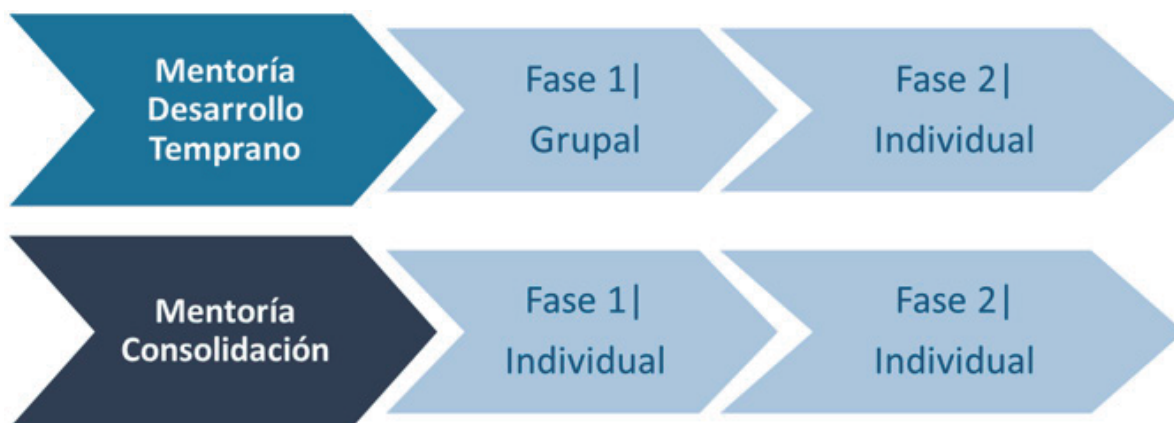 Mentoría
Desarrollo
Temprano
Fase 1|
Grupal
Fase 2|
Individual
Mentoría
Consolidación
Fase 1|
Individual
Fase 2|
Individual